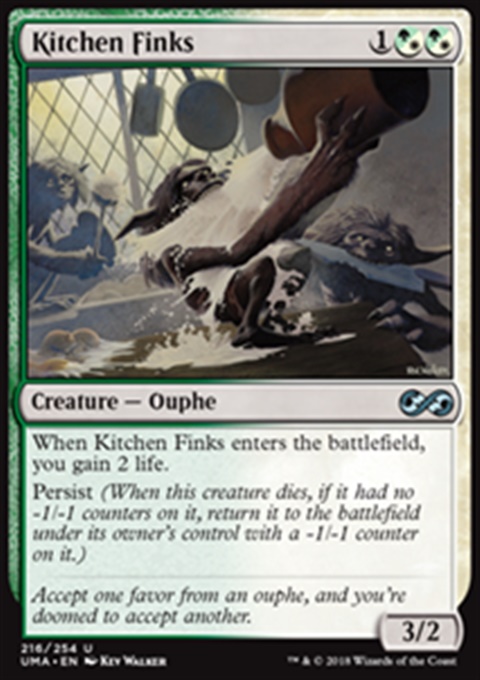 Kitchen Finks 1
Creature — Ouphe
When Kitchen Finks enters the battlefield,
you gain 2 life.
Persist (When this creature dies, if it had no
-1/-1 counters on it, return it to the battlefield
under its owner's control with a -1/-1 counter
on it.)
Accept one favor from an ouphe, and you're
doomed to accept another.
3/2
216/254 U
UMA • EN Kev Walker
™ & © 2018 Wizards of the Coast